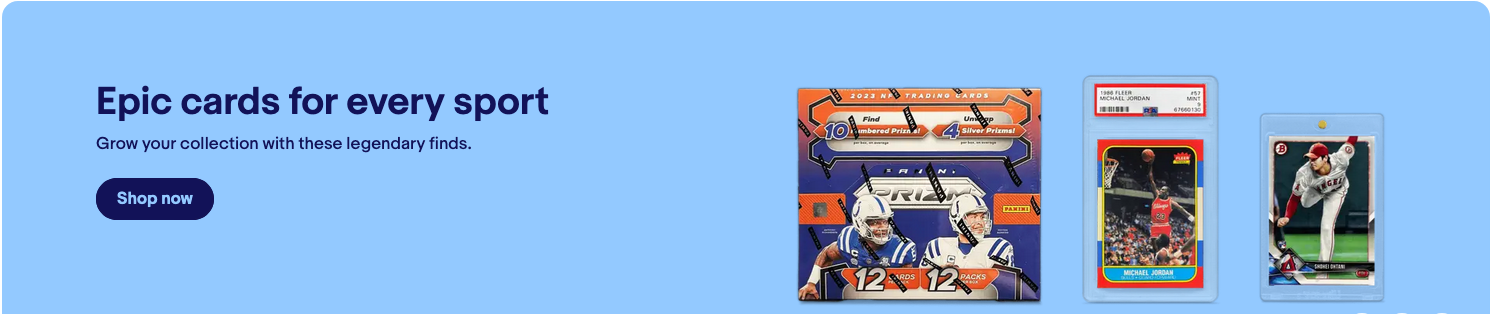 Epic cards for every sport
Grow your collection with these legendary finds.
Shop now
2023 NFL TRADING CARDS
Find
10 Numbered Prizms!
per box, on average
Unwrap
4 Silver Prizms!
per box, on average
PRIZM
PANINI
12 CARDS
12 PACKS
1986 FLEER #57
MICHAEL JORDAN MINT
9
67660130
FLEER
MICHAEL JORDAN
B
ANGELS
SHOHEI OHTANI